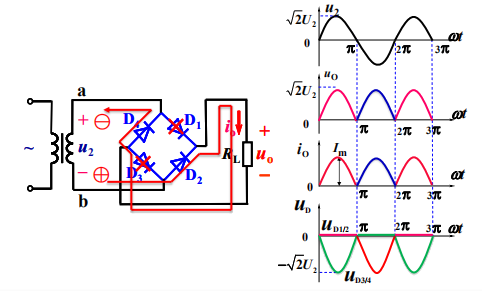 a
+ ⊖
D4
D1
~
u2
iO
RL
+
uO
−
− ⊕
D3
D2
b
u2
√2U2
0
π
2π
3π
ωt
uO
√2U2
0
π
2π
3π
ωt
iO
Im
0
π
2π
3π
ωt
uD
0
uD1/2
π
2π
3π
ωt
−√2U2
uD3/4